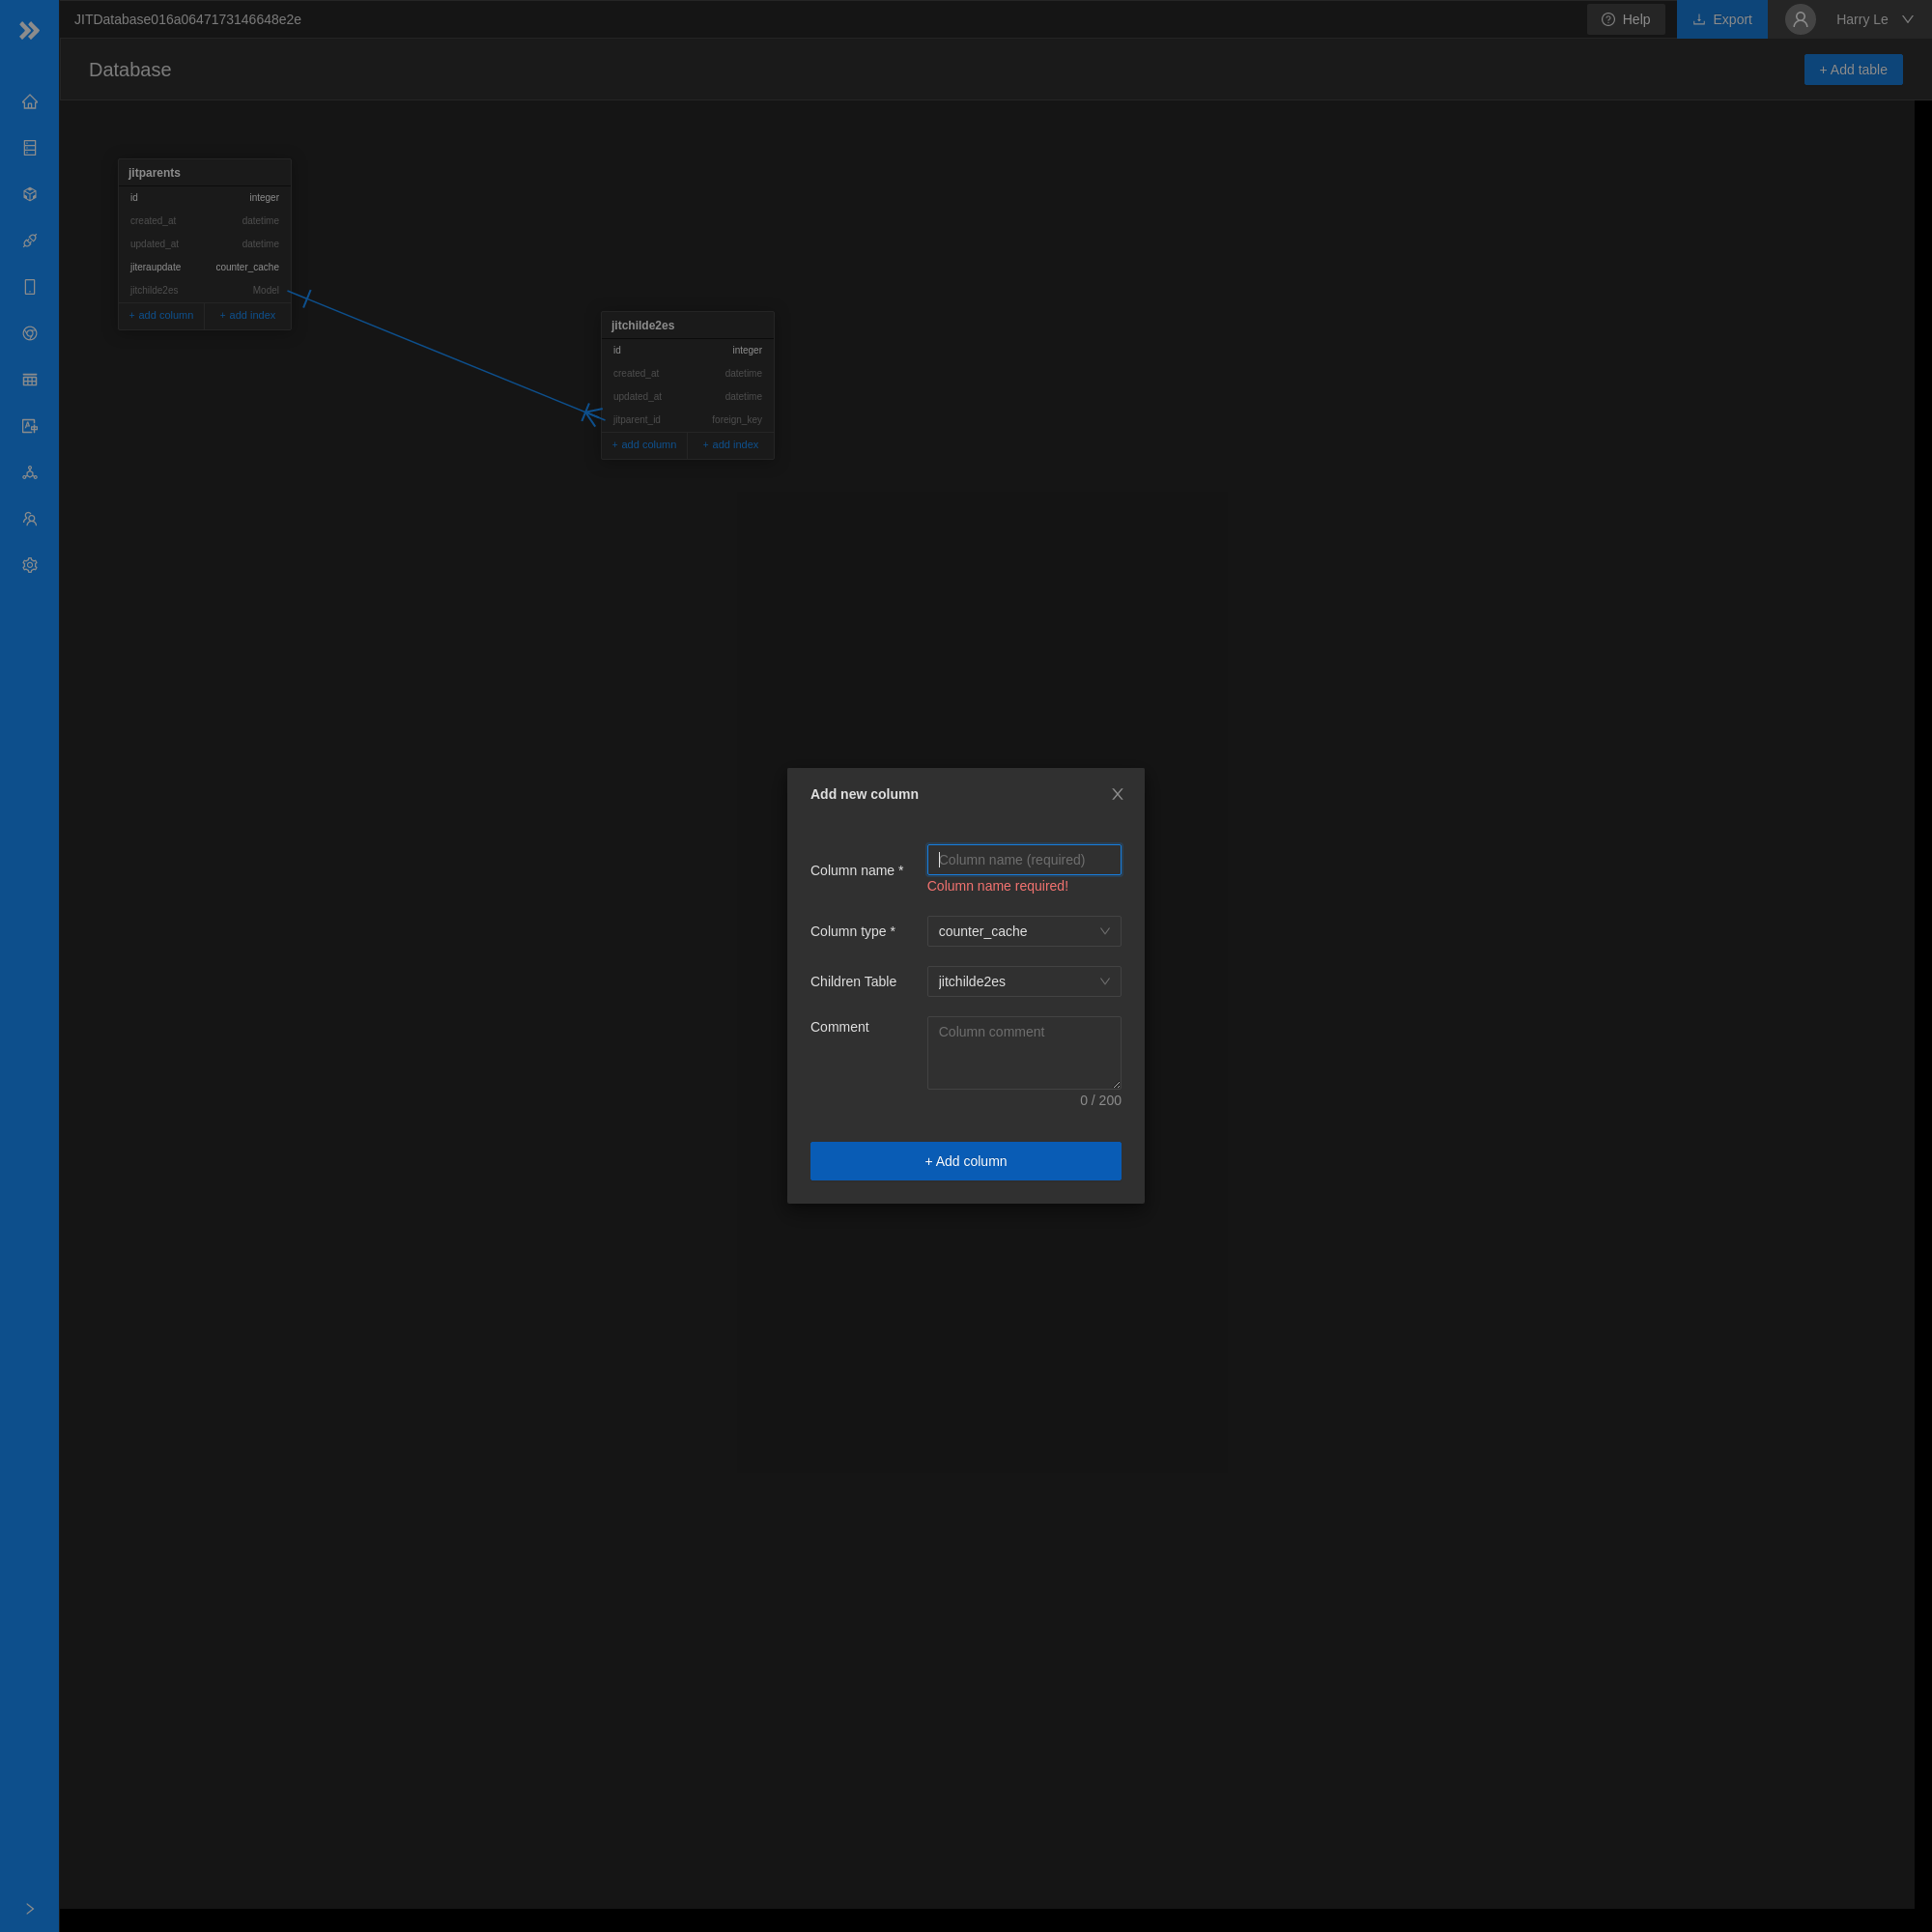 JITDatabase016a0647173146648e2e
Help
Export
Harry Le
Database
+ Add table
jitparents
id integer
created_at datetime
updated_at datetime
jiteraupdate counter_cache
jitchilde2es Model
+ add column + add index
jitchilde2es
id integer
created_at datetime
updated_at datetime
jitparent_id foreign_key
+ add column + add index
Add new column
Column name * Column name (required)
Column name required!
Column type * counter_cache
Children Table jitchilde2es
Comment Column comment
0 / 200
+ Add column